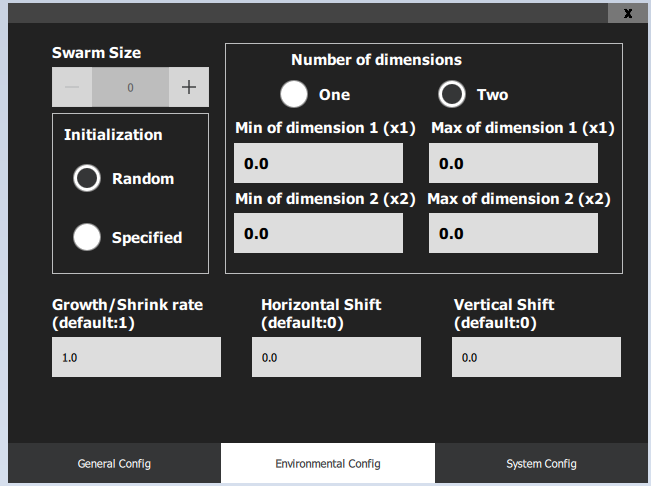 x
Swarm Size
— 0 +
Initialization
Random
Specified
Number of dimensions
One
Two
Min of dimension 1 (x1)
Max of dimension 1 (x1)
0.0
0.0
Min of dimension 2 (x2)
Max of dimension 2 (x2)
0.0
0.0
Growth/Shrink rate
(default:1)
1.0
Horizontal Shift
(default:0)
0.0
Vertical Shift
(default:0)
0.0
General Config
Environmental Config
System Config